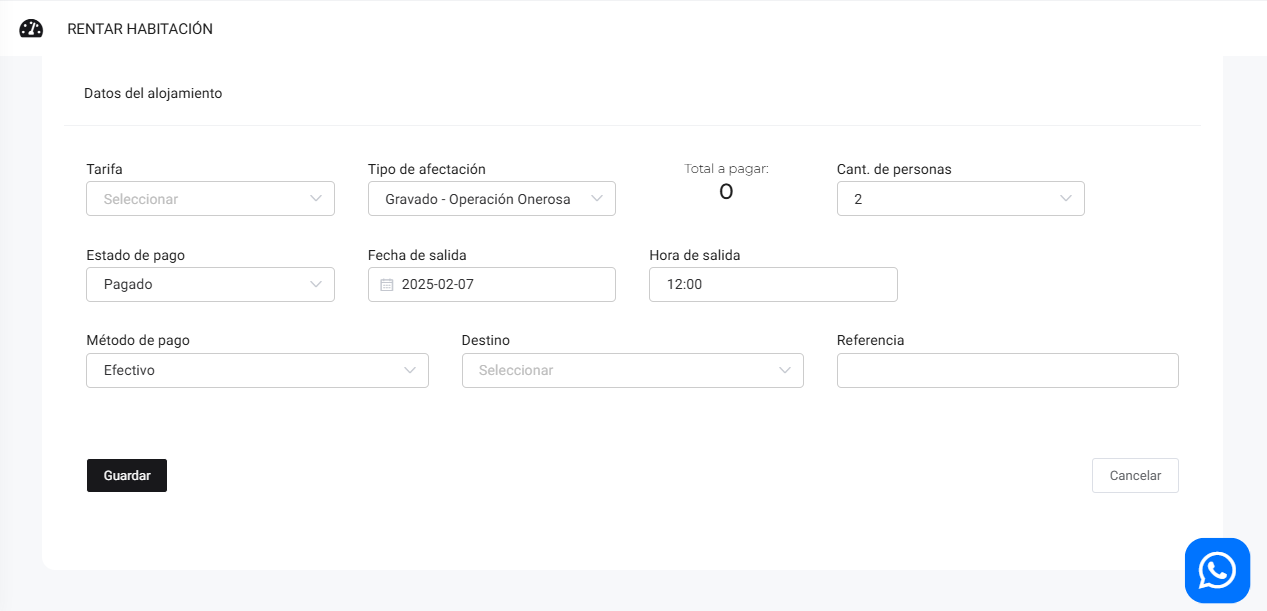 RENTAR HABITACIÓN
Datos del alojamiento
Tarifa
Seleccionar
Tipo de afectación
Gravado - Operación Onerosa
Total a pagar:
0
Cant. de personas
2
Estado de pago
Pagado
Fecha de salida
2025-02-07
Hora de salida
12:00
Método de pago
Efectivo
Destino
Seleccionar
Referencia
Guardar
Cancelar